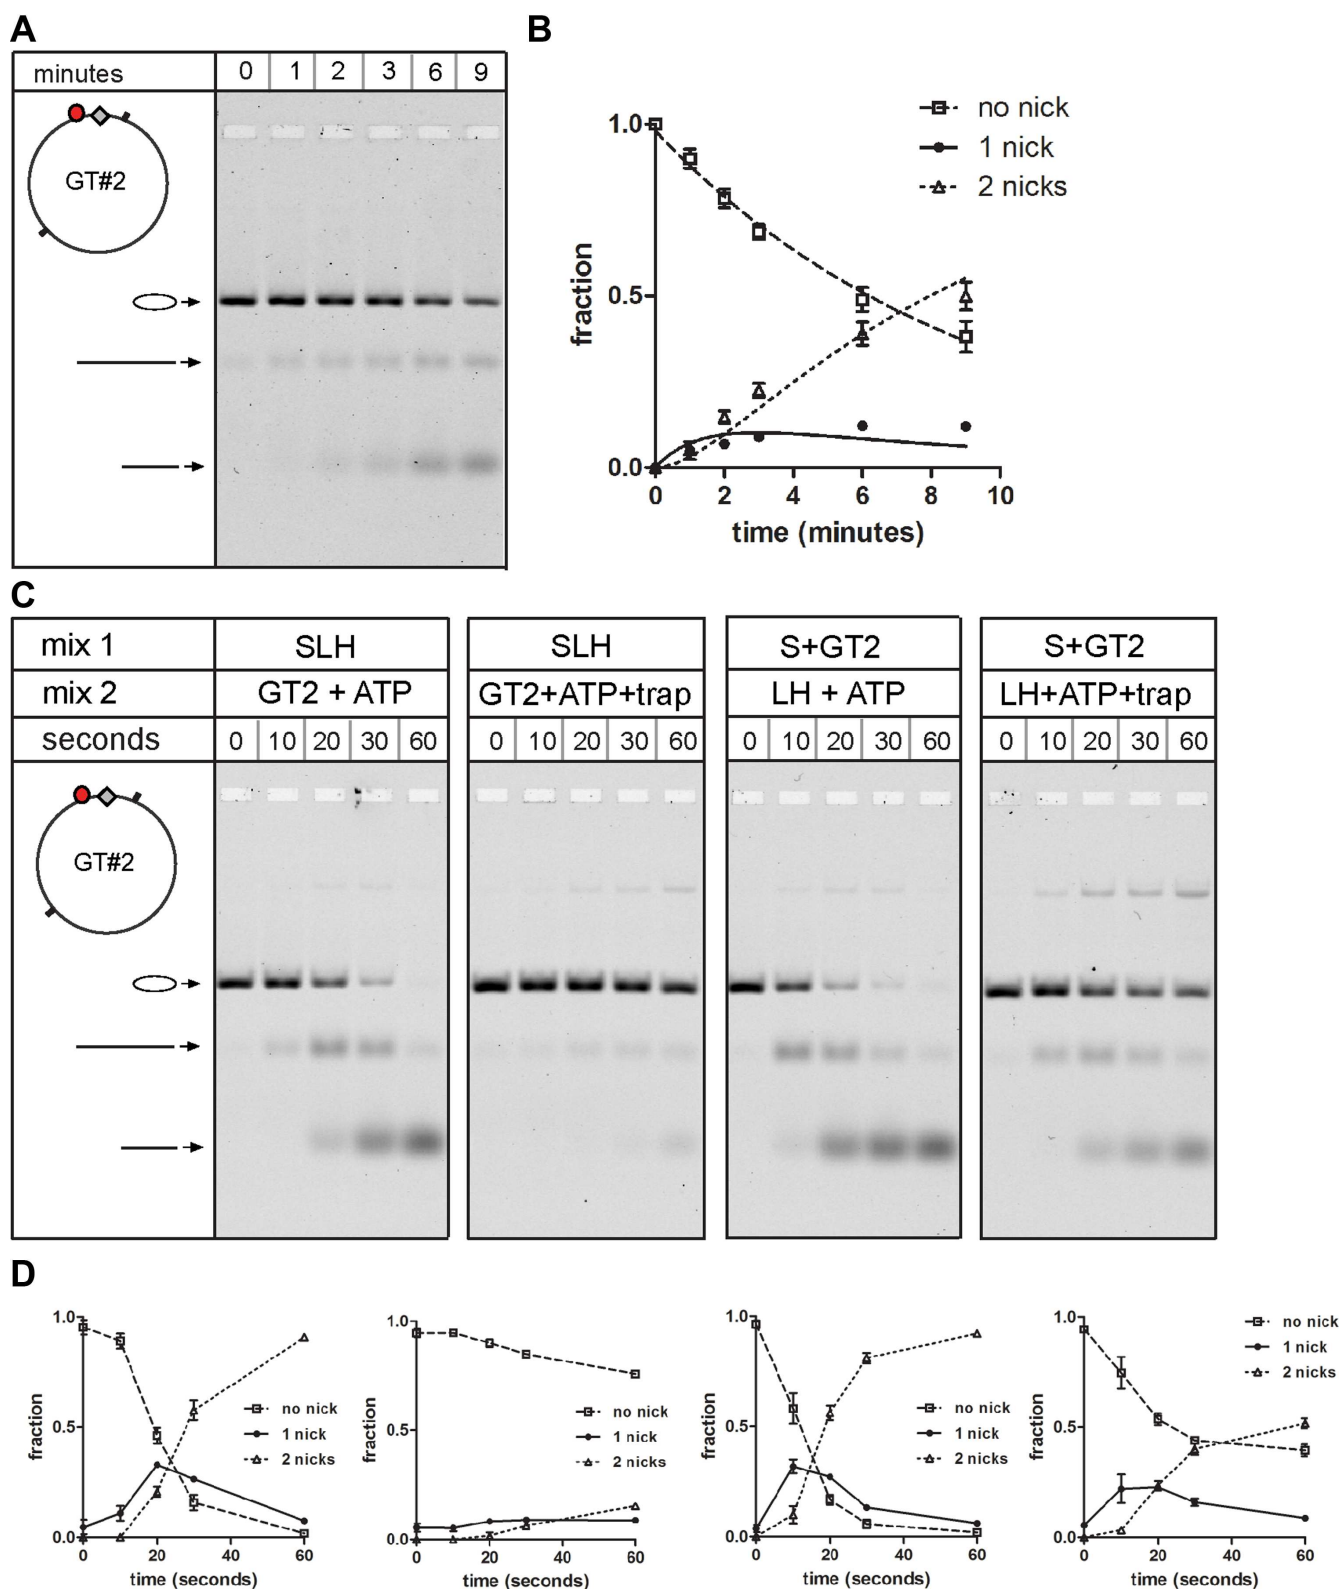 A
minutes 0 1 2 3 6 9
GT#2
B
no nick
1 nick
2 nicks
1.0
0.5
0.0
fraction
0 2 4 6 8 10
time (minutes)
C
mix 1 SLH SLH S+GT2 S+GT2
mix 2 GT2 + ATP GT2+ATP+trap LH + ATP LH+ATP+trap
seconds 0 10 20 30 60 0 10 20 30 60 0 10 20 30 60 0 10 20 30 60
GT#2
D
1.0
0.5
0.0
fraction
no nick
1 nick
2 nicks
0 20 40 60
time (seconds)
1.0
0.5
0.0
fraction
no nick
1 nick
2 nicks
0 20 40 60
time (seconds)
1.0
0.5
0.0
fraction
no nick
1 nick
2 nicks
0 20 40 60
time (seconds)
1.0
0.5
0.0
fraction
no nick
1 nick
2 nicks
0 20 40 60
time (seconds)